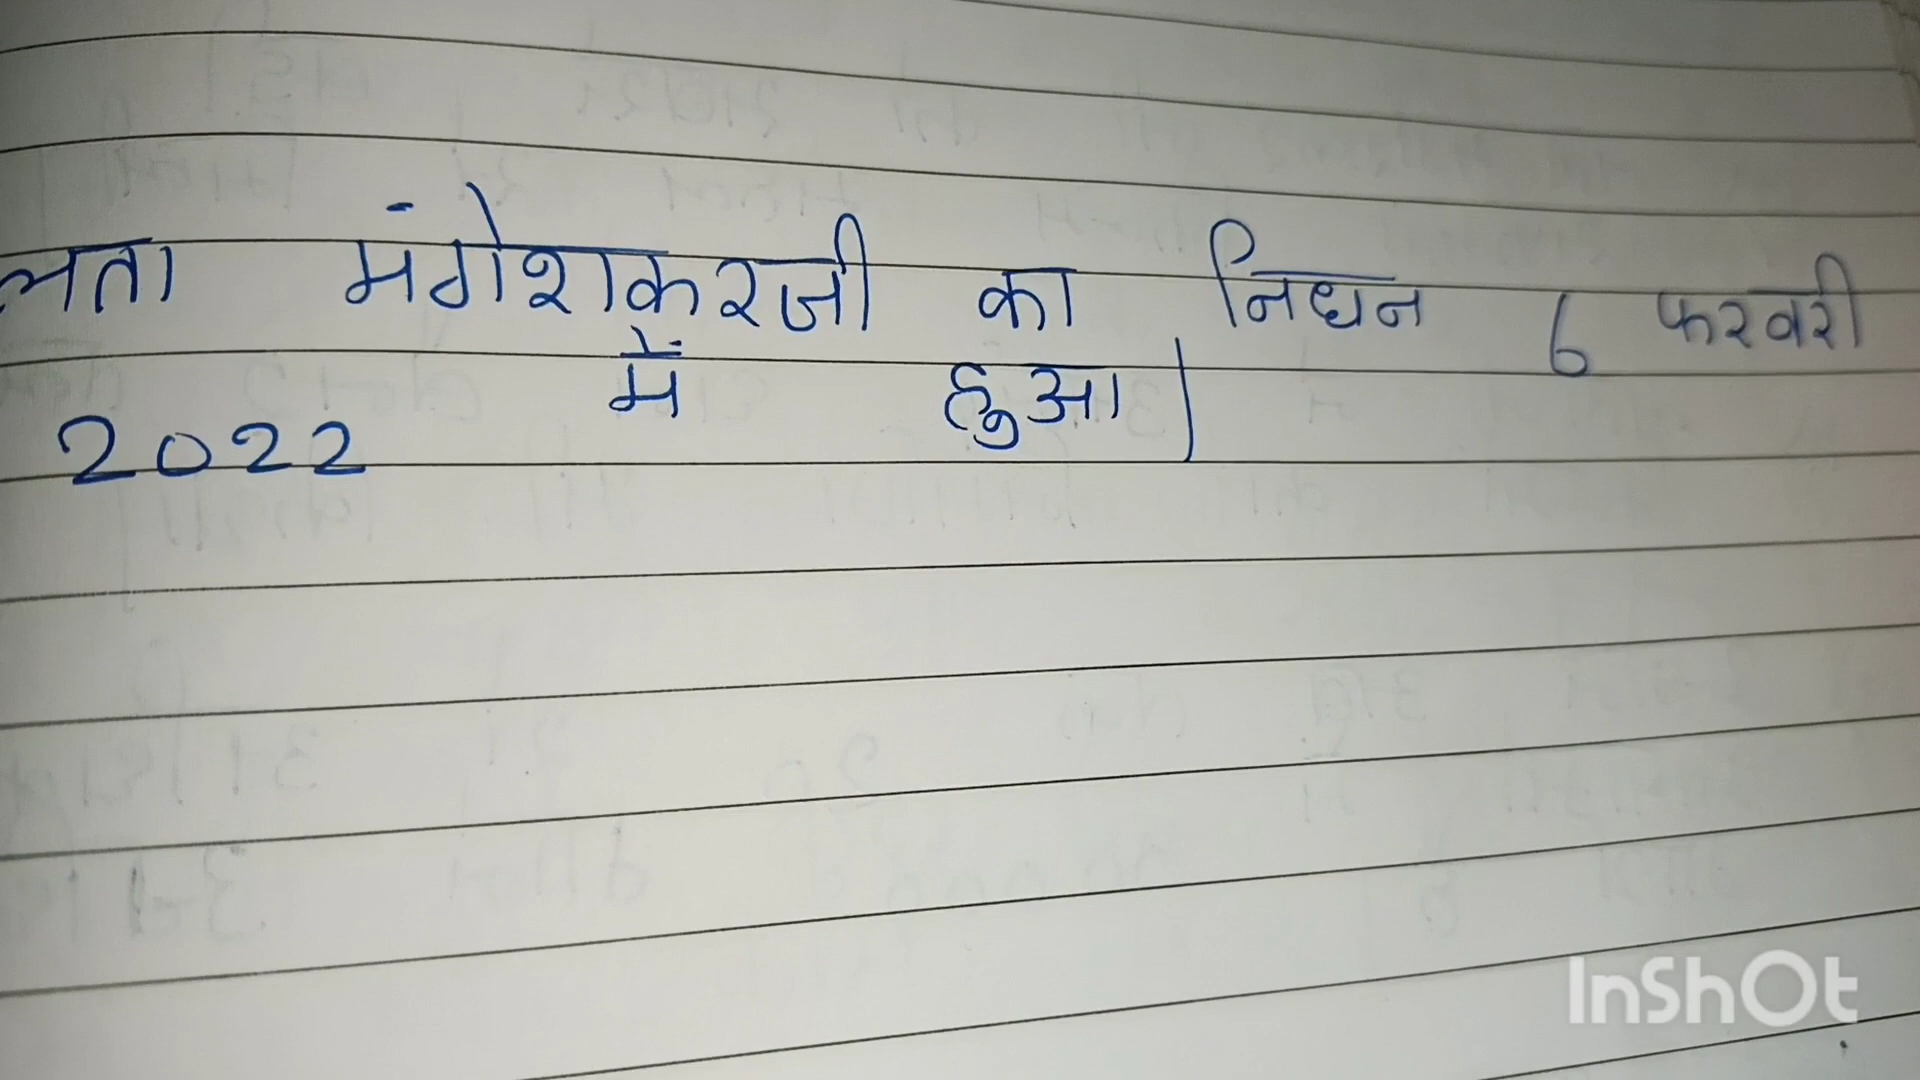 लता मंगेशकरजी का निधन 6 फरवरी
2022 में हुआ।
InShOt